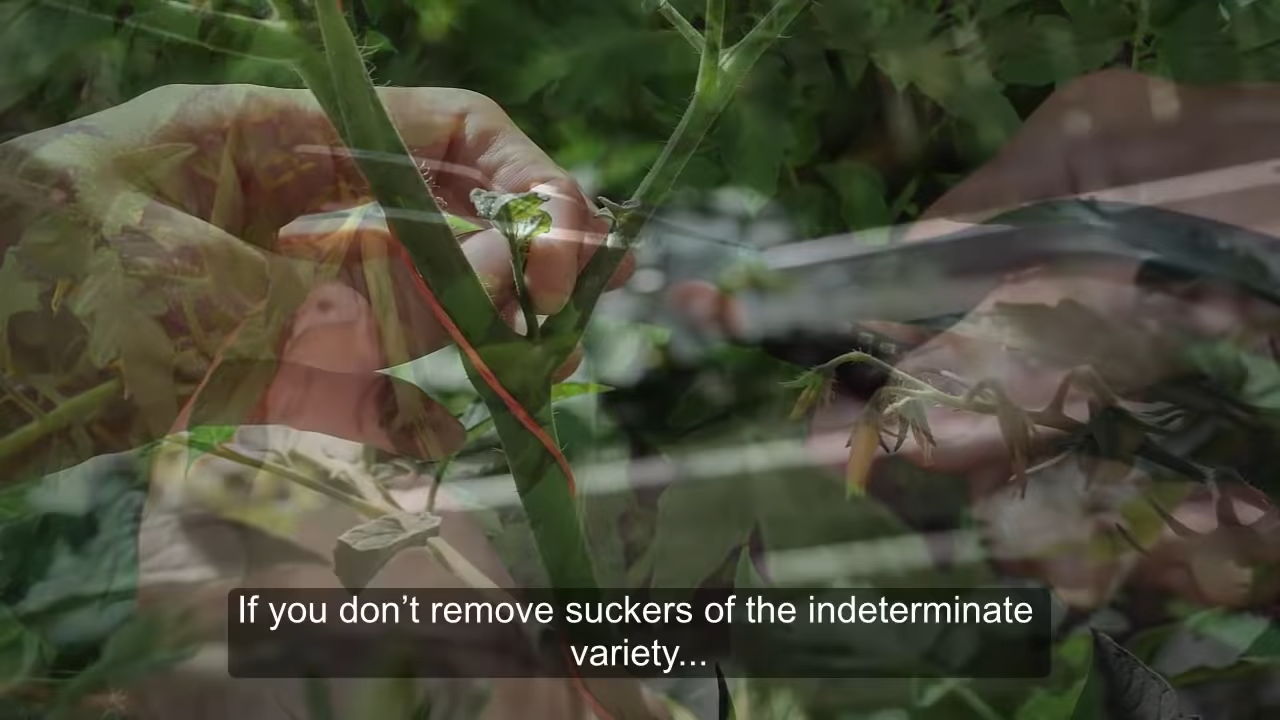 If you don’t remove suckers of the indeterminate
variety...